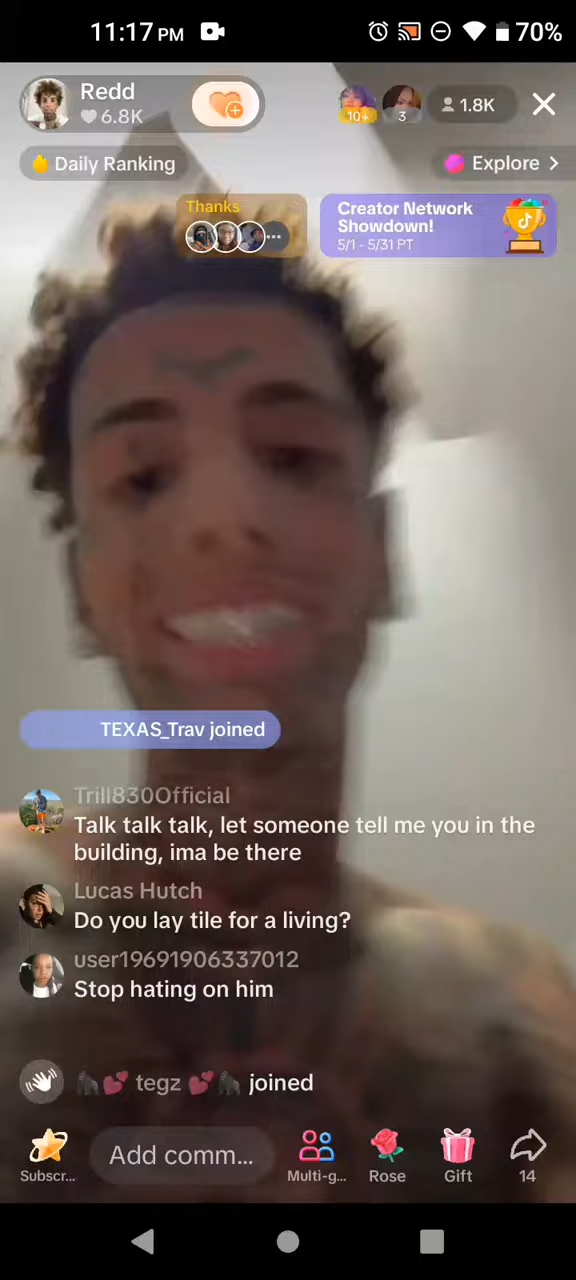 11:17 PM
70%
Redd
6.8K
10+
3
1.8K
Daily Ranking
Explore >
Thanks
Creator Network
Showdown!
5/1 - 5/31 PT
TEXAS_Trav joined
Trill830Official
Talk talk talk, let someone tell me you in the
building, ima be there
Lucas Hutch
Do you lay tile for a living?
user19691906337012
Stop hating on him
🦍💕 tegz 💕🦍 joined
Add comm...
Subscr...
Multi-g...
Rose
Gift
14